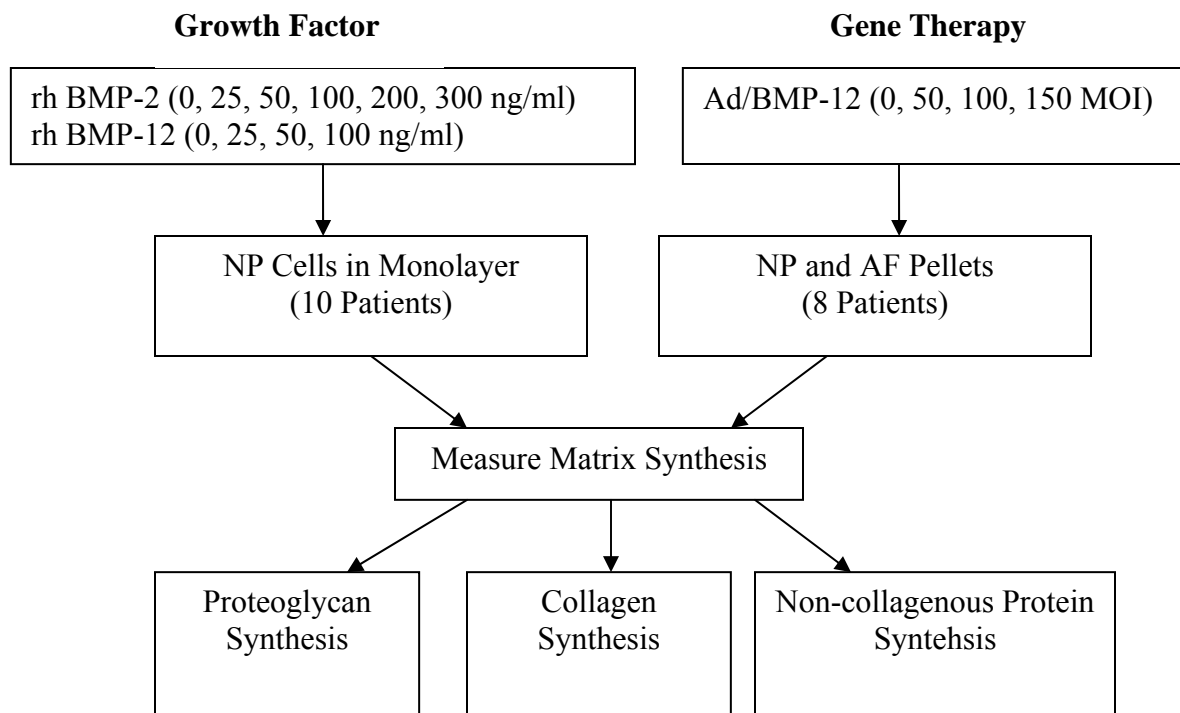 Growth Factor
Gene Therapy
rh BMP-2 (0, 25, 50, 100, 200, 300 ng/ml)
rh BMP-12 (0, 25, 50, 100 ng/ml)
Ad/BMP-12 (0, 50, 100, 150 MOI)
NP Cells in Monolayer
(10 Patients)
NP and AF Pellets
(8 Patients)
Measure Matrix Synthesis
Proteoglycan
Synthesis
Collagen
Synthesis
Non-collagenous Protein
Syntehsis